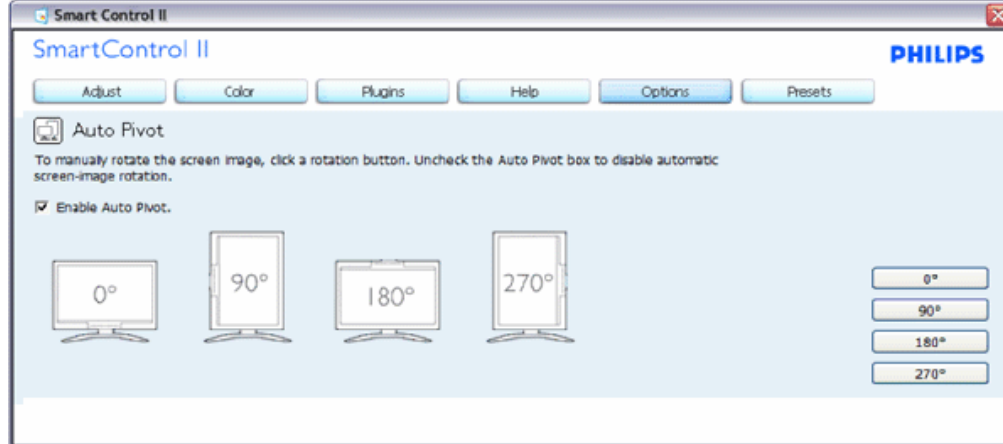 Smart Control II
SmartControl II
PHILIPS
Adjust Color Plugins Help Options Presets
Auto Pivot
To manually rotate the screen image, click a rotation button. Uncheck the Auto Pivot box to disable automatic
screen-image rotation.
Enable Auto Pivot.
0° 90° 180° 270°
0°
90°
180°
270°